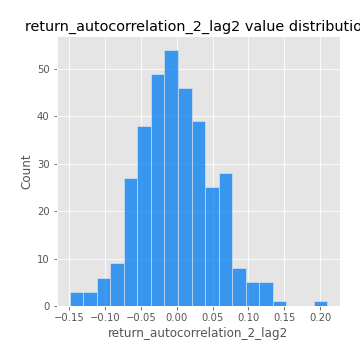 return_autocorrelation_2_lag2 value distributio
50
40
30
20
10
0
Count
−0.15 −0.10 −0.05 0.00 0.05 0.10 0.15 0.20
return_autocorrelation_2_lag2